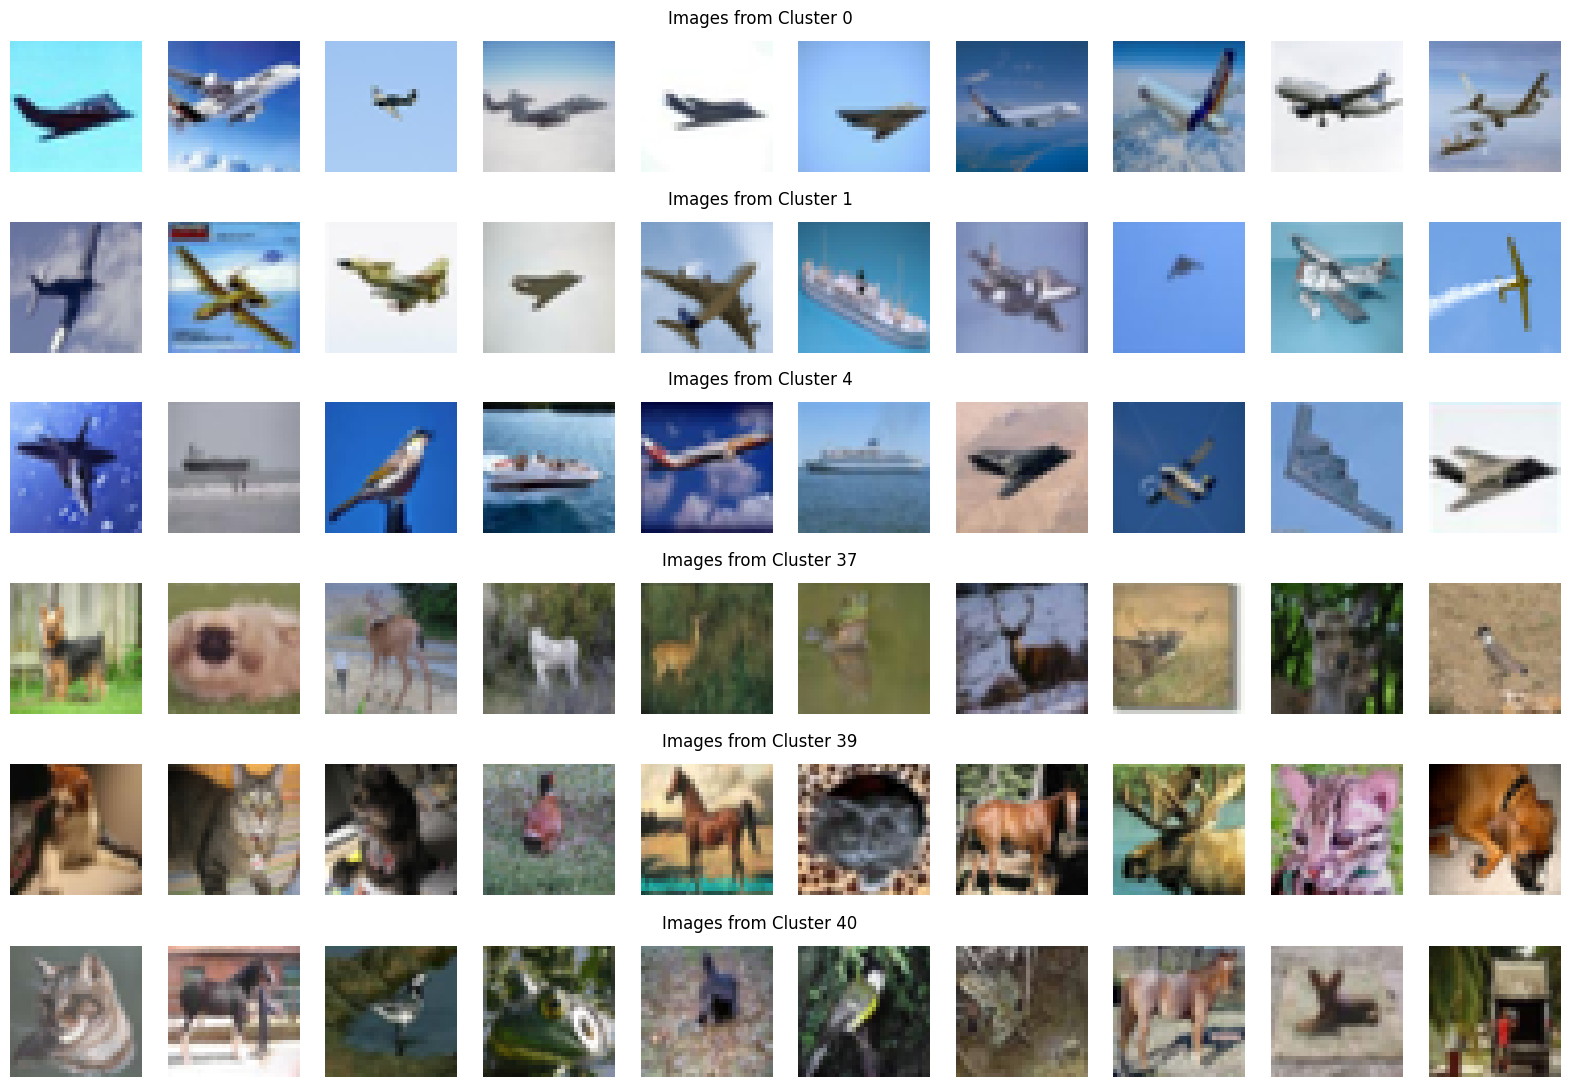 Images from Cluster 0
Images from Cluster 1
Images from Cluster 4
Images from Cluster 37
Images from Cluster 39
Images from Cluster 40